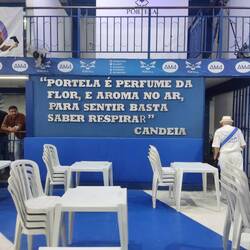 PORTELA
"PORTELA É PERFUME DA
FLOR, E AROMA NO AR,
PARA SENTIR BASTA
SABER RESPIRAR"
CANDEIA